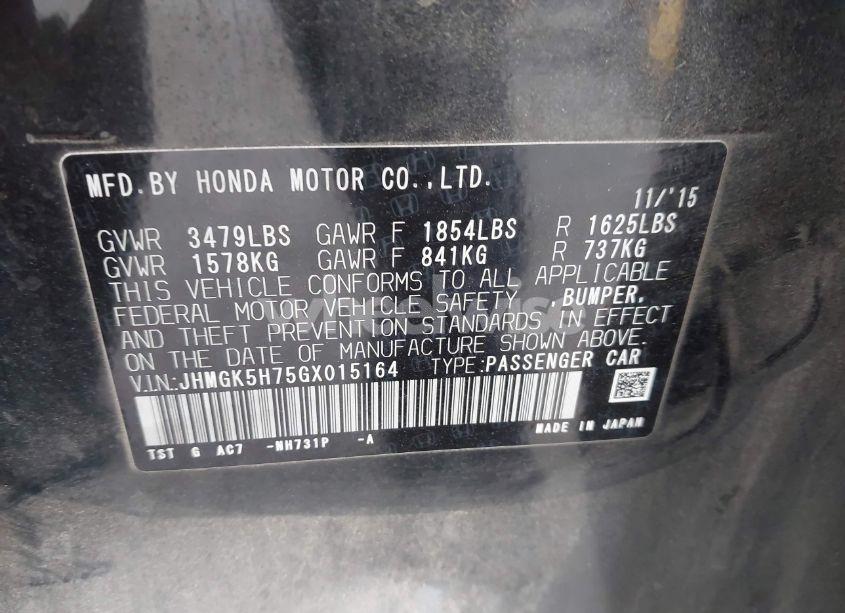 MFD.BY HONDA MOTOR CO.,LTD. 11/'15
GVWR 3479LBS GAWR F 1854LBS R 1625LBS
GVWR 1578KG GAWR F 841KG R 737KG
THIS VEHICLE CONFORMS TO ALL APPLICABLE
FEDERAL MOTOR VEHICLE SAFETY ,BUMPER,
AND THEFT PREVENTION STANDARDS IN EFFECT
ON THE DATE OF MANUFACTURE SHOWN ABOVE.
V.I.N:JHMGK5H75GX015164 TYPE:PASSENGER CAR
TST G AC7 -NH731P -A MADE IN JAPAN